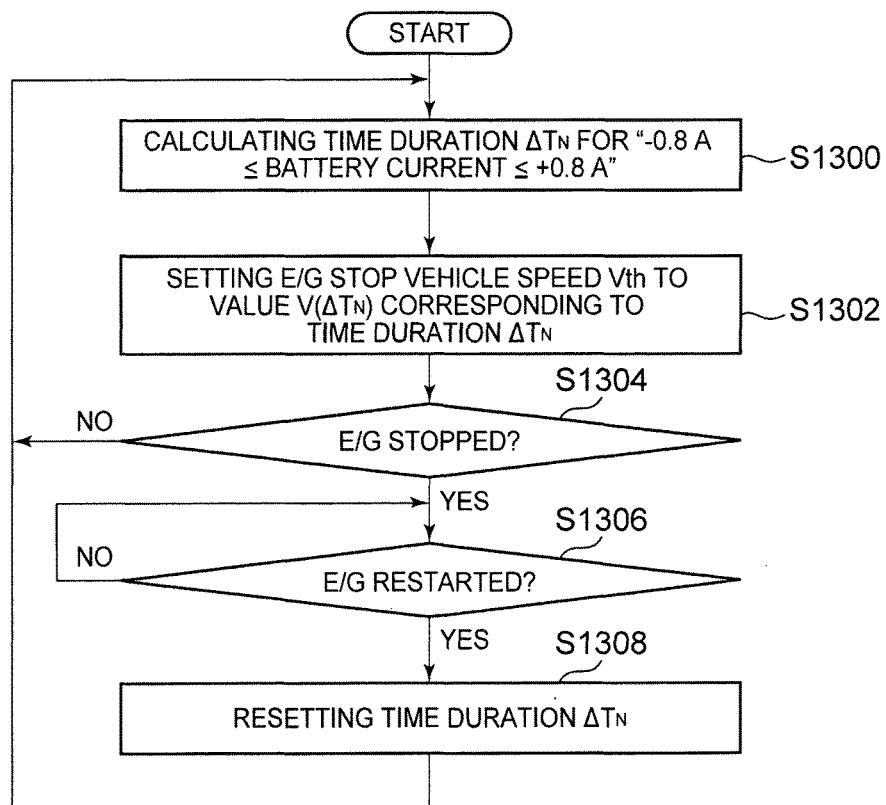 START
CALCULATING TIME DURATION ΔTN FOR “-0.8 A
≤ BATTERY CURRENT ≤ +0.8 A”
S1300
SETTING E/G STOP VEHICLE SPEED Vth TO
VALUE V(ΔTN) CORRESPONDING TO
TIME DURATION ΔTN
S1302
S1304
NO
E/G STOPPED?
YES
S1306
NO
E/G RESTARTED?
YES
S1308
RESETTING TIME DURATION ΔTN